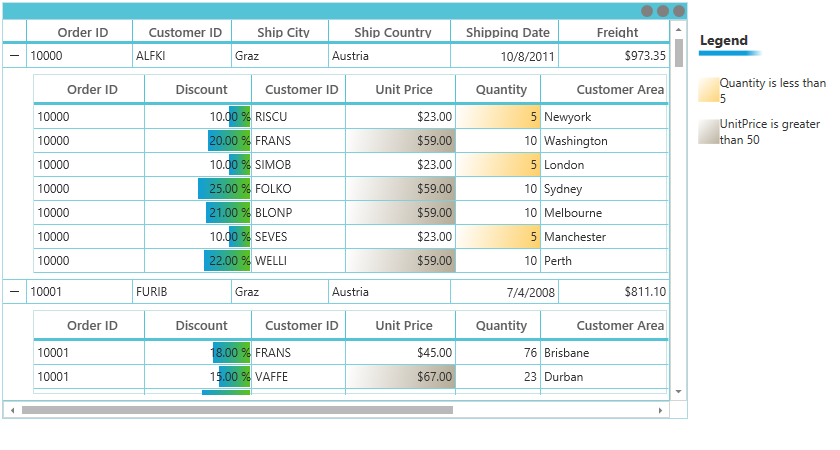 Order ID Customer ID Ship City Ship Country Shipping Date Freight
10000 ALFKI Graz Austria 10/8/2011 $973.35
Order ID Discount Customer ID Unit Price Quantity Customer Area
10000 10.00 % RISCU $23.00 5 Newyork
10000 20.00 % FRANS $59.00 10 Washington
10000 10.00 % SIMOB $23.00 5 London
10000 25.00 % FOLKO $59.00 10 Sydney
10000 21.00 % BLONP $59.00 10 Melbourne
10000 10.00 % SEVES $23.00 5 Manchester
10000 22.00 % WELLI $59.00 10 Perth
10001 FURIB Graz Austria 7/4/2008 $811.10
Order ID Discount Customer ID Unit Price Quantity Customer Area
10001 18.00 % FRANS $45.00 76 Brisbane
10001 15.00 % VAFFE $67.00 23 Durban
Legend
Quantity is less than
5
UnitPrice is greater
than 50